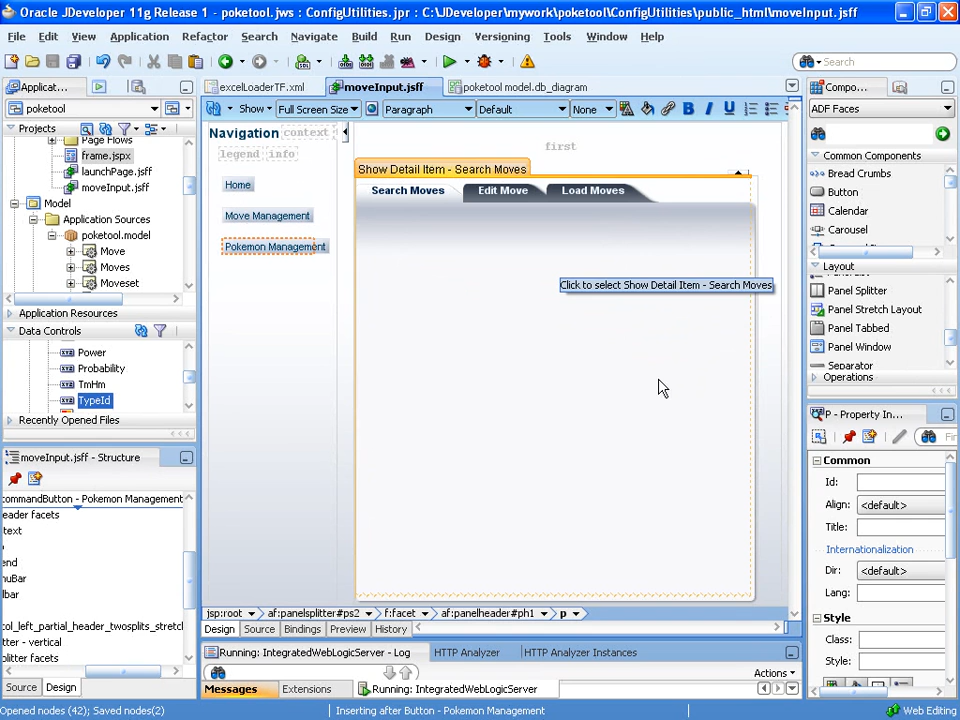 Oracle JDeveloper 11g Release 1 - poketool.jws : ConfigUtilities.jpr : C:\JDeveloper\mywork\poketool\ConfigUtilities\public_html\moveInput.jsff
File Edit View Application Refactor Search Navigate Build Run Design Versioning Tools Window Help
Search
Applicat...
poketool
Projects
Page Flows
frame.jspx
launchPage.jsff
moveInput.jsff
Model
Application Sources
poketool.model
Move
Moves
Moveset
Application Resources
Data Controls
Power
Probability
TmHm
TypeId
Recently Opened Files
moveInput.jsff - Structure
ommandButton - Pokemon Management
eader facets
text
end
nuBar
lbar
ol_left_partial_header_twosplits_stretch
tter - vertical
plitter facets
Source Design
excelLoaderTF.xml moveInput.jsff poketool model.db_diagram
Show Full Screen Size Paragraph Default None B I U
Navigation context
legend info
Home
Move Management
Pokemon Management
first
Show Detail Item - Search Moves
Search Moves Edit Move Load Moves
Click to select Show Detail Item - Search Moves
jsp:root af:panelsplitter#ps2 f:facet af:panelheader#ph1 p
Design Source Bindings Preview History
Running: IntegratedWebLogicServer - Log HTTP Analyzer HTTP Analyzer Instances
Actions
Messages Extensions Running: IntegratedWebLogicServer
Compo...
ADF Faces
Common Components
Bread Crumbs
Button
Calendar
Carousel
Layout
Panel Splitter
Panel Stretch Layout
Panel Tabbed
Panel Window
Separator
Operations
P - Property In...
Common
Id:
Align: <default>
Title:
Internationalization
Dir: <default>
Lang:
Style
Class:
Style:
Opened nodes (42); Saved nodes(2) Inserting after Button - Pokemon Management Web Editing